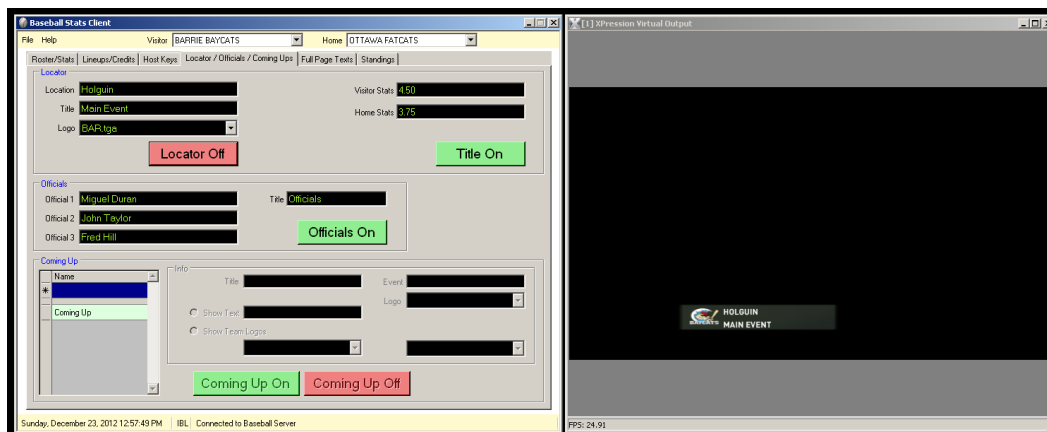 Baseball Stats Client
File Help Visitor BARRIE BAYCATS Home OTTAWA FATCATS
Roster/Stats Lineups/Credits Host Keys Locator / Officials / Coming Ups Full Page Texts Standings
Locator
Location Holguin Visitor Stats 4.50
Title Main Event Home Stats 3.75
Logo BAR.tga
Locator Off Title On
Officials
Official 1 Miguel Duran Title Officials
Official 2 John Taylor
Official 3 Fred Hill
Officials On
Coming Up
Name
*
Coming Up
Info
Title Event
Logo
Show Text
Show Team Logos
Coming Up On Coming Up Off
Sunday, December 23, 2012 12:57:49 PM IBL Connected to Baseball Server
[1] XPression Virtual Output
BAYCATS
HOLGUIN
MAIN EVENT
FPS: 24.91